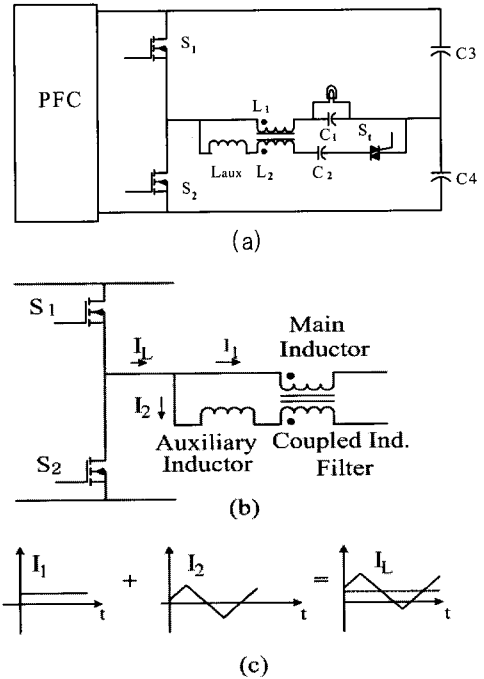 PFC
S1
S2
L1
Laux
L2
C1
C2
St
C3
C4
(a)
S1
S2
IL
I1
I2
Main
Inductor
Auxiliary
Inductor
Coupled Ind.
Filter
(b)
I1
t
+
I2
t
=
IL
t
(c)